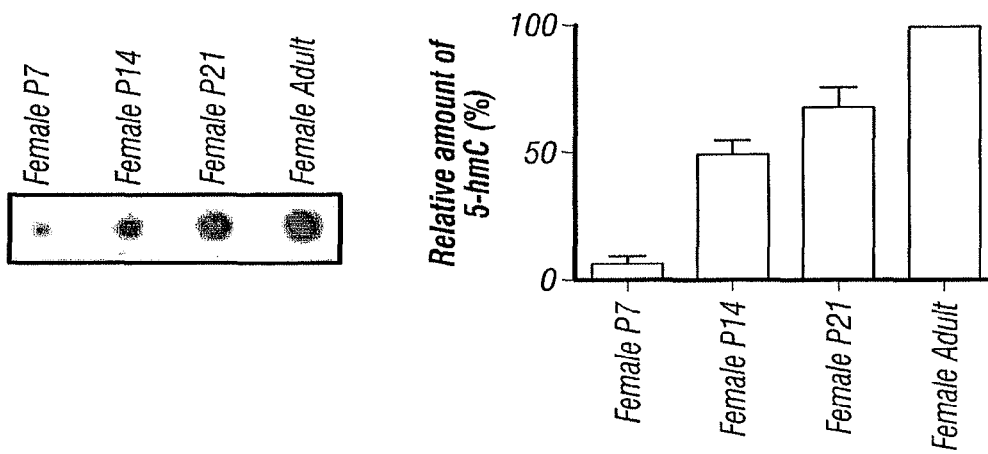 Female P7
Female P14
Female P21
Female Adult
Relative amount of
5-hmC (%)
100
50
0
Female P7
Female P14
Female P21
Female Adult